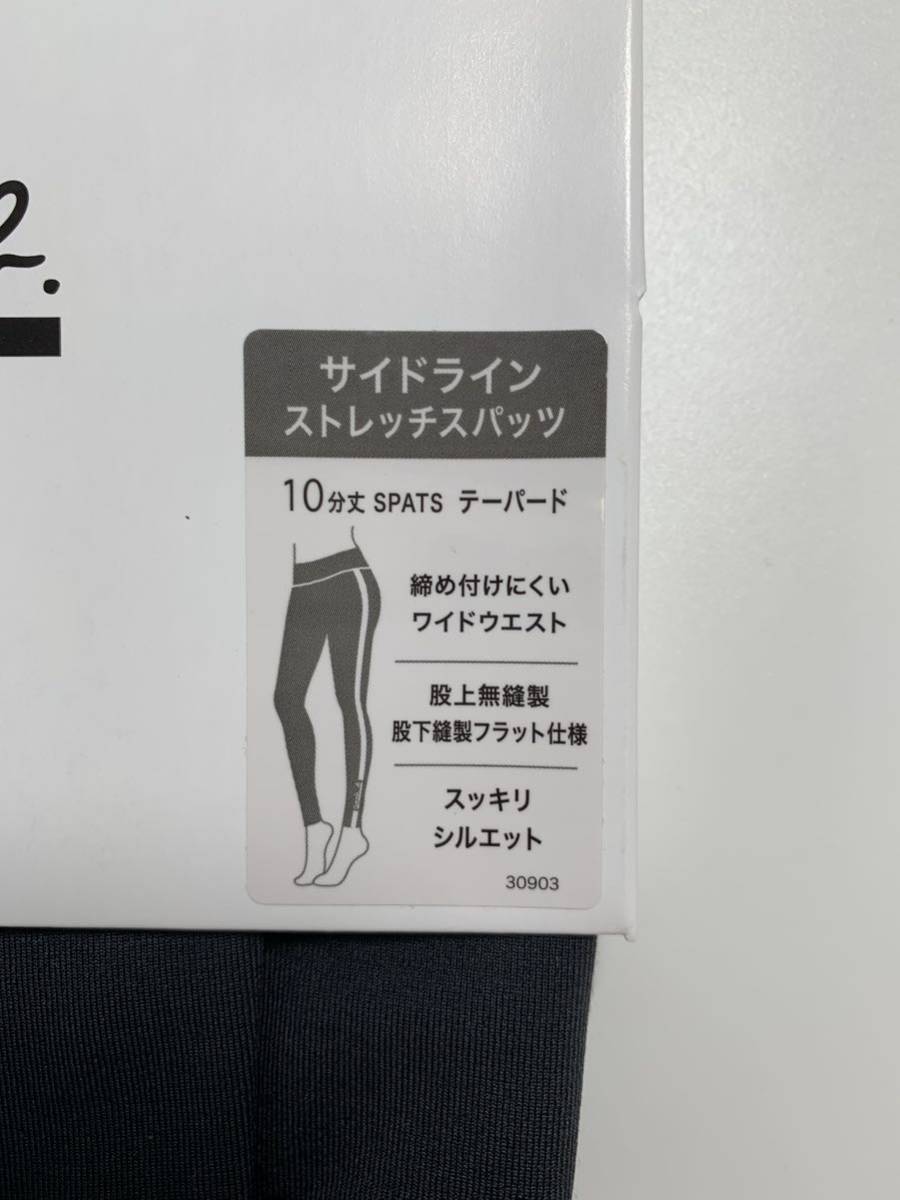 サイドライン
ストレッチスパッツ
10分丈 SPATS テーパード
締め付けにくい
ワイドウエスト
股上無縫製
股下縫製フラット仕様
スッキリ
シルエット
30903